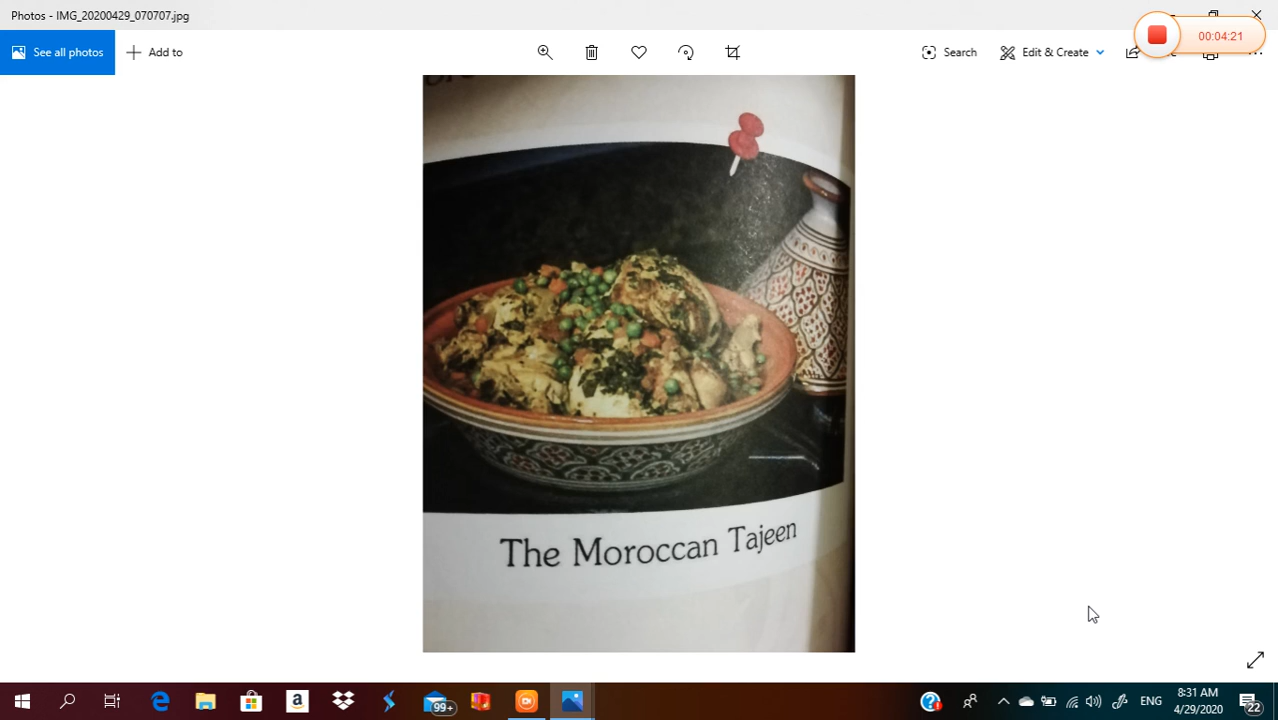 Photos - IMG_20200429_070707.jpg
See all photos
Add to
Search
Edit & Create
00:04:21
The Moroccan Tajeen
99+
ENG
8:31 AM
4/29/2020
22